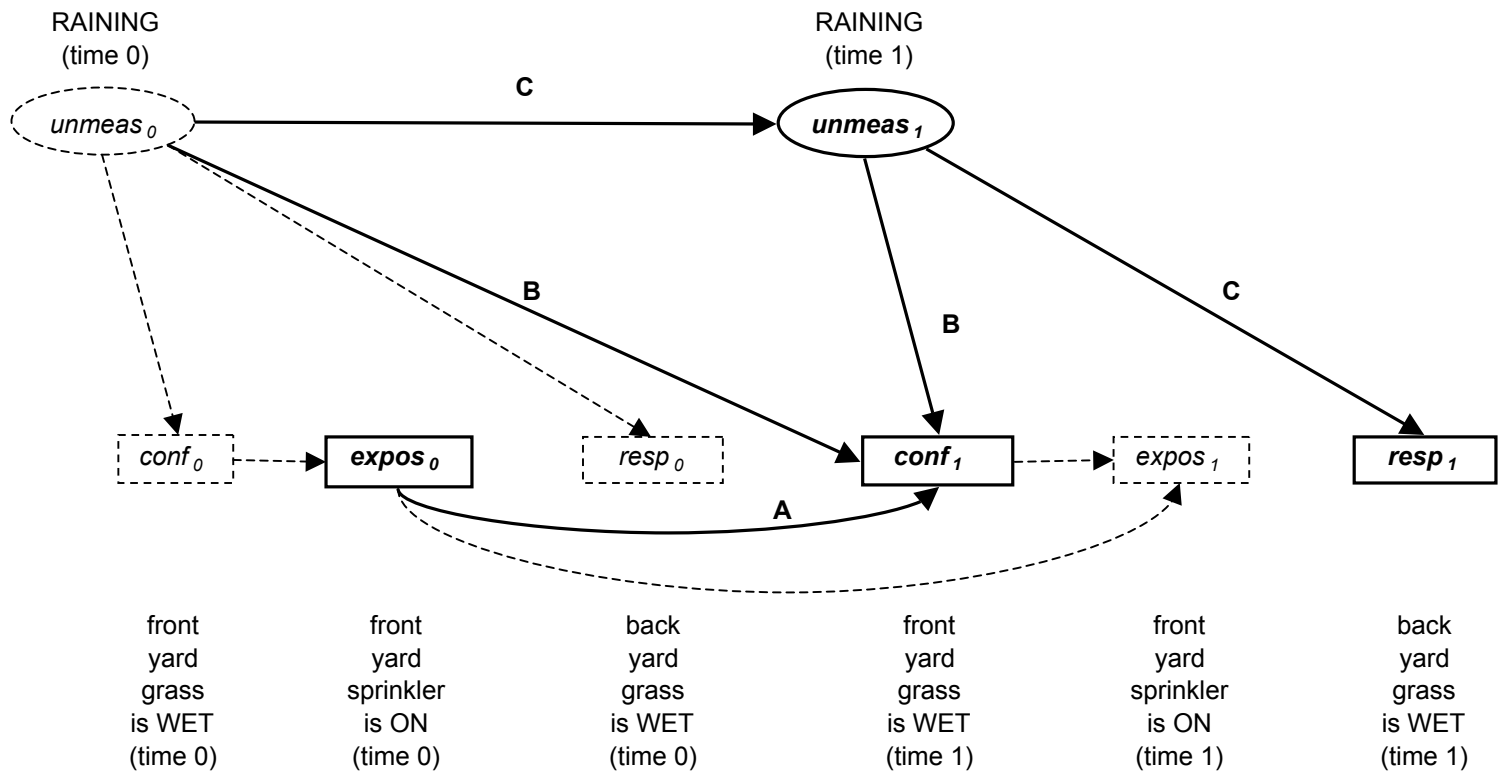 RAINING
(time 0)
RAINING
(time 1)
C
unmeas 0
unmeas 1
B
B
C
conf 0
expos 0
resp 0
conf 1
expos 1
resp 1
A
front
yard
grass
is WET
(time 0)
front
yard
sprinkler
is ON
(time 0)
back
yard
grass
is WET
(time 0)
front
yard
grass
is WET
(time 1)
front
yard
sprinkler
is ON
(time 1)
back
yard
grass
is WET
(time 1)